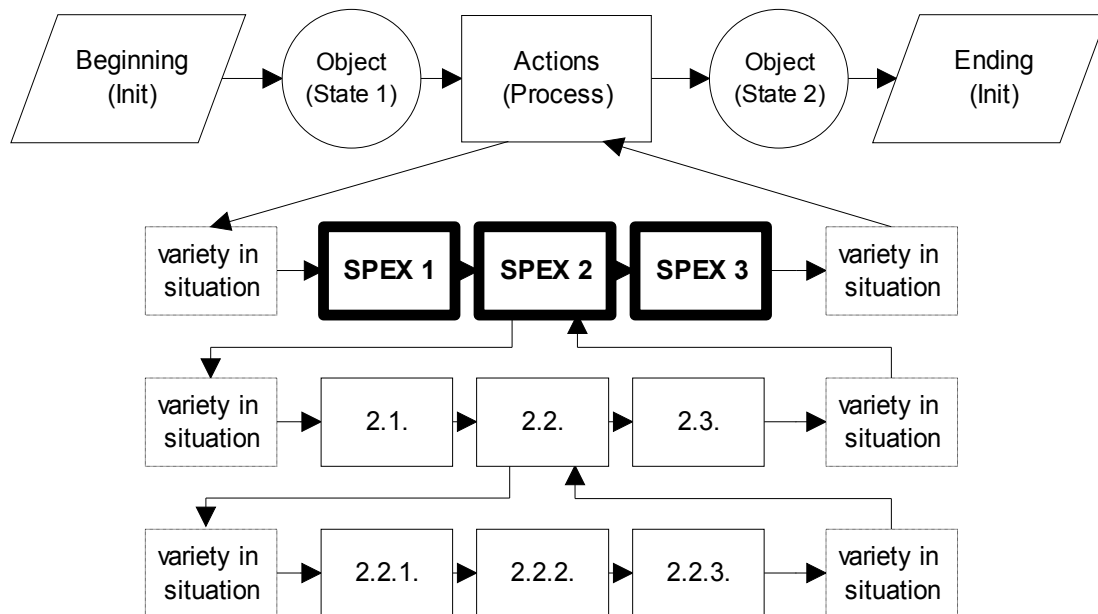 Beginning
(Init)
Object
(State 1)
Actions
(Process)
Object
(State 2)
Ending
(Init)
variety in
situation
SPEX 1
SPEX 2
SPEX 3
variety in
situation
variety in
situation
2.1.
2.2.
2.3.
variety in
situation
variety in
situation
2.2.1.
2.2.2.
2.2.3.
variety in
situation